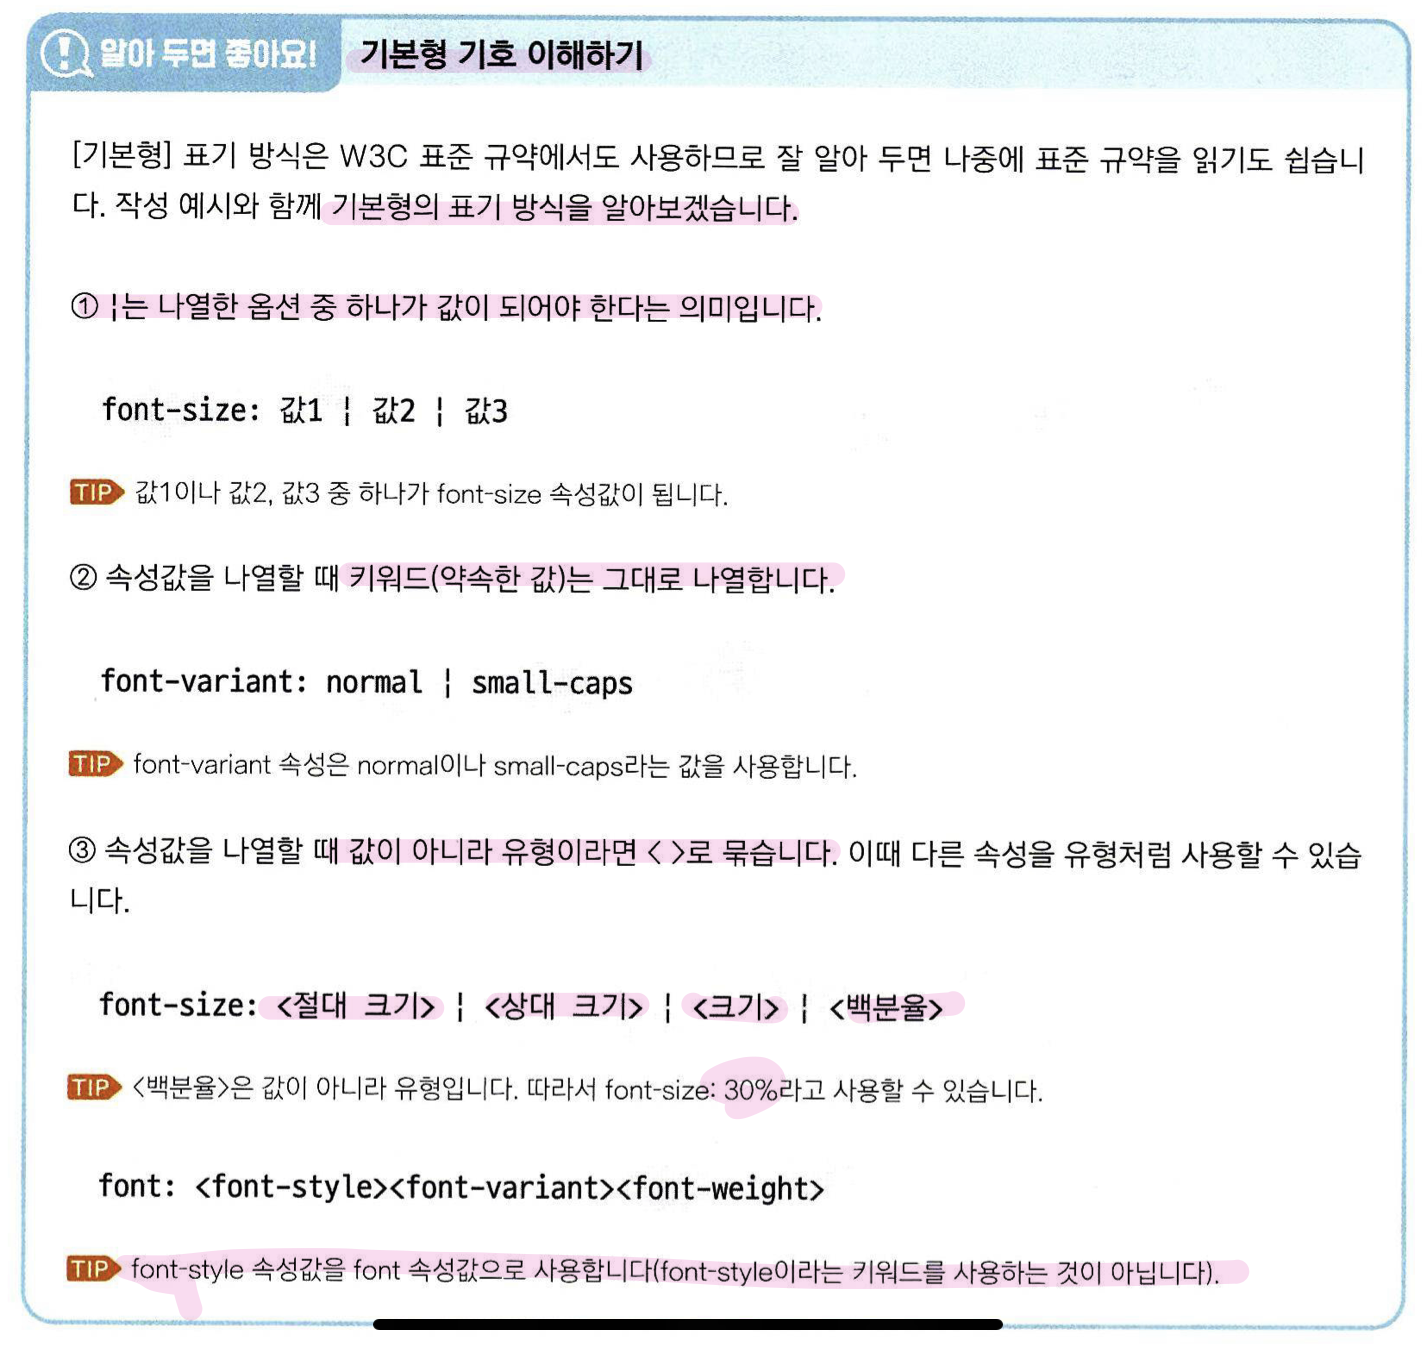 알아 두면 좋아요! 기본형 기호 이해하기
[기본형] 표기 방식은 W3C 표준 규약에서도 사용하므로 잘 알아 두면 나중에 표준 규약을 읽기도 쉽습니
다. 작성 예시와 함께 기본형의 표기 방식을 알아보겠습니다.
① ¦는 나열한 옵션 중 하나가 값이 되어야 한다는 의미입니다.
font-size: 값1 ¦ 값2 ¦ 값3
TIP 값1이나 값2, 값3 중 하나가 font-size 속성값이 됩니다.
② 속성값을 나열할 때 키워드(약속한 값)는 그대로 나열합니다.
font-variant: normal ¦ small-caps
TIP font-variant 속성은 normal이나 small-caps라는 값을 사용합니다.
③ 속성값을 나열할 때 값이 아니라 유형이라면 < >로 묶습니다. 이때 다른 속성을 유형처럼 사용할 수 있습
니다.
font-size: <절대 크기> ¦ <상대 크기> ¦ <크기> ¦ <백분율>
TIP <백분율>은 값이 아니라 유형입니다. 따라서 font-size: 30%라고 사용할 수 있습니다.
font: <font-style><font-variant><font-weight>
TIP font-style 속성값을 font 속성값으로 사용합니다(font-style이라는 키워드를 사용하는 것이 아닙니다).